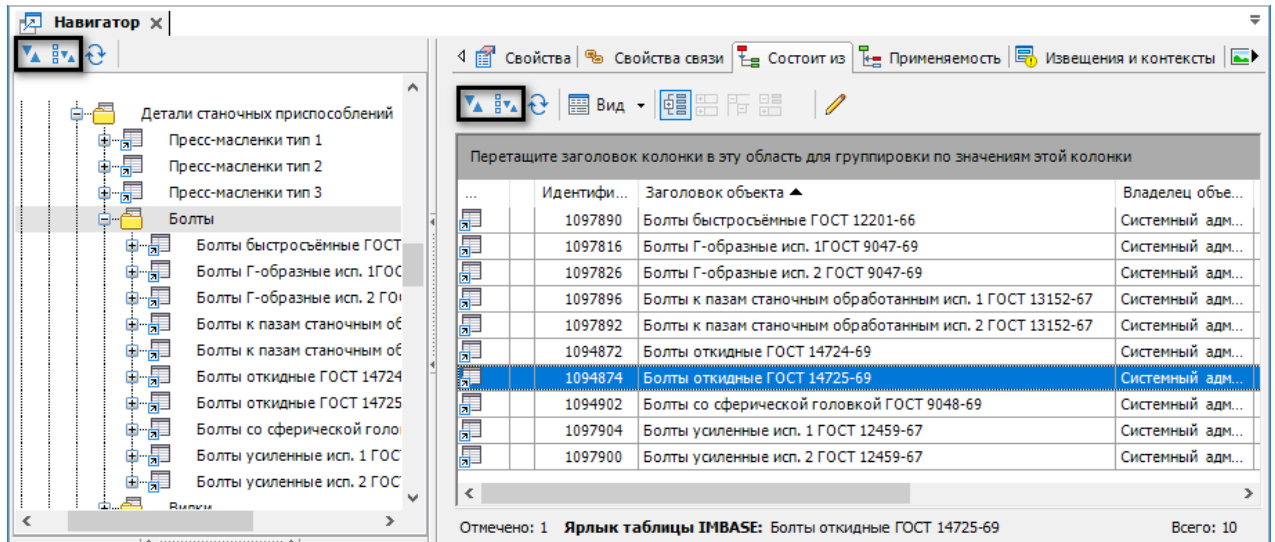 Навигатор
Свойства
Свойства связи
Состоит из
Применяемость
Извещения и контексты
Вид
Детали станочных приспособлений
Пресс-масленки тип 1
Пресс-масленки тип 2
Пресс-масленки тип 3
Болты
Болты быстросъёмные ГОСТ
Болты Г-образные исп. 1ГОС
Болты Г-образные исп. 2 ГО
Болты к пазам станочным об
Болты к пазам станочным об
Болты откидные ГОСТ 14724
Болты откидные ГОСТ 14725
Болты со сферической голо
Болты усиленные исп. 1 ГОС
Болты усиленные исп. 2 ГОС
Вилки
Перетащите заголовок колонки в эту область для группировки по значениям этой колонки
... Идентифи... Заголовок объекта Владелец объе...
1097890 Болты быстросъёмные ГОСТ 12201-66 Системный адм...
1097816 Болты Г-образные исп. 1ГОСТ 9047-69 Системный адм...
1097826 Болты Г-образные исп. 2 ГОСТ 9047-69 Системный адм...
1097896 Болты к пазам станочным обработанным исп. 1 ГОСТ 13152-67 Системный адм...
1097892 Болты к пазам станочным обработанным исп. 2 ГОСТ 13152-67 Системный адм...
1094872 Болты откидные ГОСТ 14724-69 Системный адм...
1094874 Болты откидные ГОСТ 14725-69 Системный адм...
1094902 Болты со сферической головкой ГОСТ 9048-69 Системный адм...
1097904 Болты усиленные исп. 1 ГОСТ 12459-67 Системный адм...
1097900 Болты усиленные исп. 2 ГОСТ 12459-67 Системный адм...
Отмечено: 1 Ярлык таблицы IMBASE: Болты откидные ГОСТ 14725-69 Всего: 10